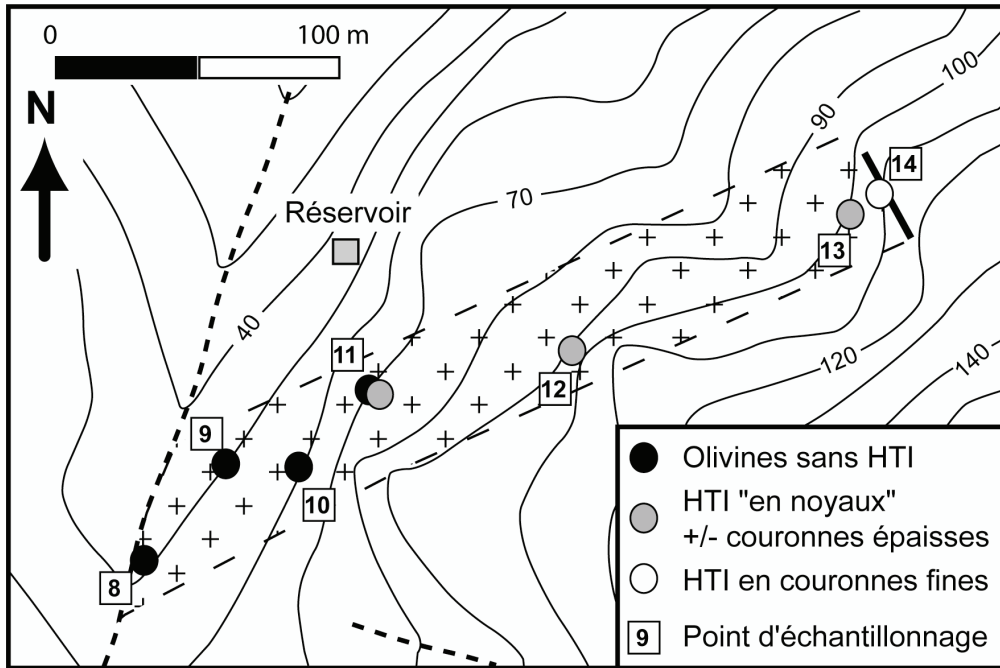 0 100 m
N
100
90
14
70
Réservoir
13
40
11
120
140
12
9
10
8
Olivines sans HTI
HTI "en noyaux"
+/- couronnes épaisses
HTI en couronnes fines
9 Point d'échantillonnage